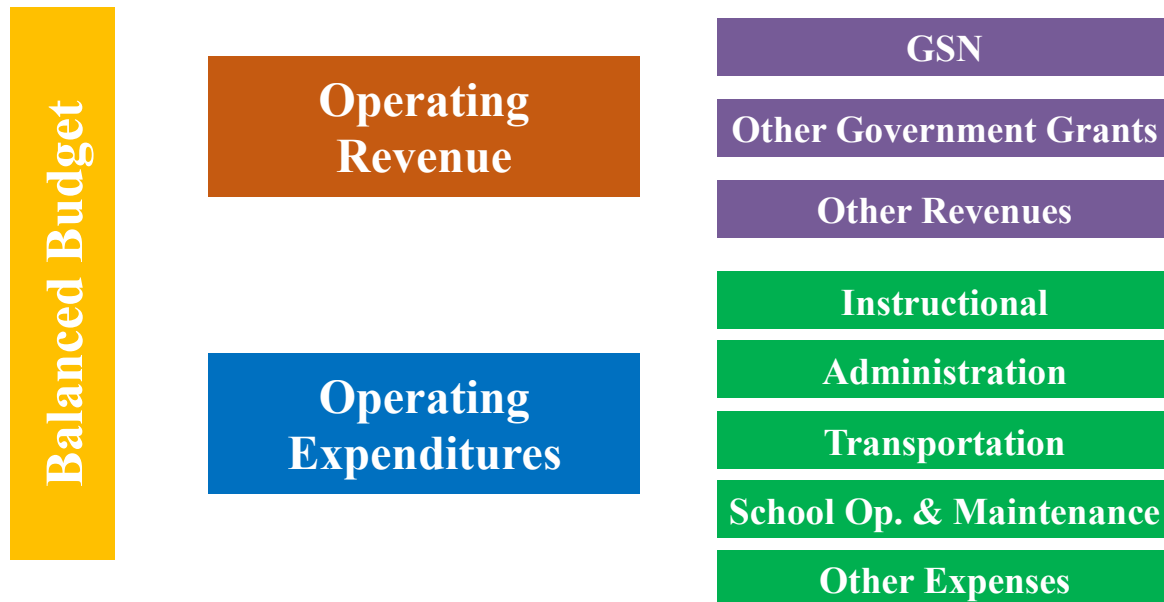 Balanced Budget
Operating
Revenue
GSN
Other Government Grants
Other Revenues
Operating
Expenditures
Instructional
Administration
Transportation
School Op. & Maintenance
Other Expenses